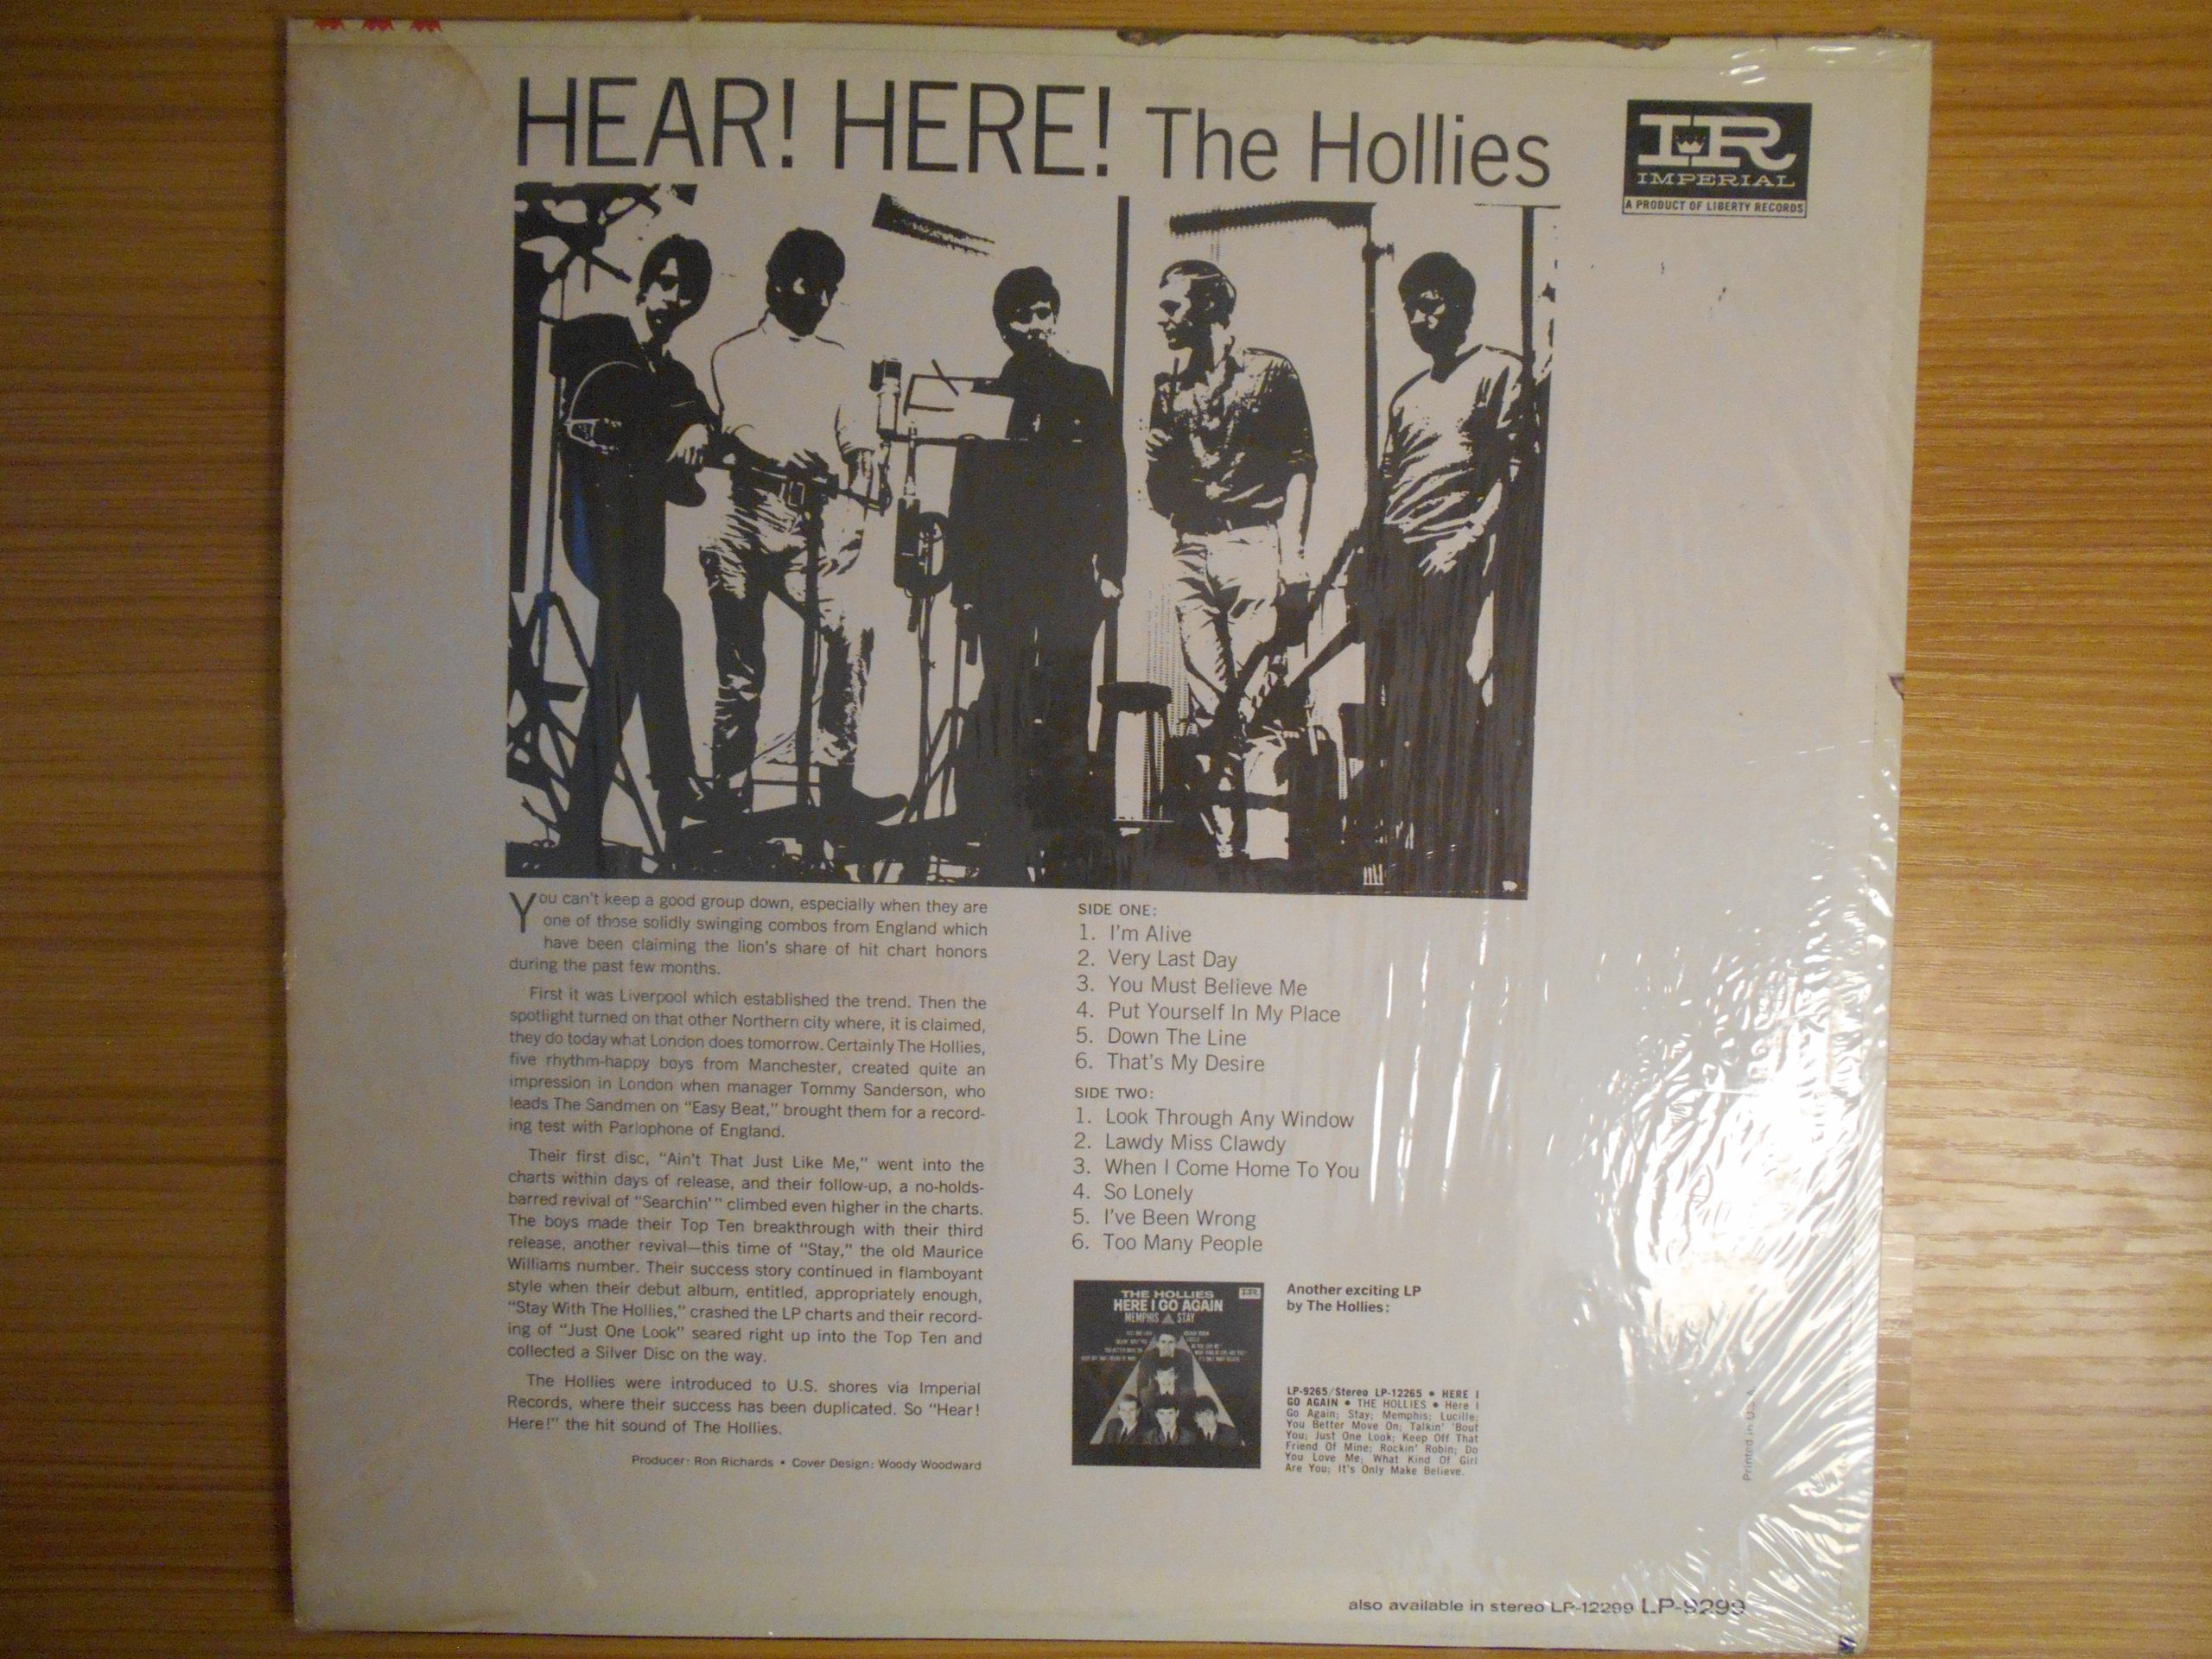 HEAR! HERE! The Hollies
IR
IMPERIAL
A PRODUCT OF LIBERTY RECORDS
You can't keep a good group down, especially when they are
one of those solidly swinging combos from England which
have been claiming the lion's share of hit chart honors
during the past few months.
First it was Liverpool which established the trend. Then the
spotlight turned on that other Northern city where, it is claimed,
they do today what London does tomorrow. Certainly The Hollies,
five rhythm-happy boys from Manchester, created quite an
impression in London when manager Tommy Sanderson, who
leads The Sandmen on "Easy Beat," brought them for a record-
ing test with Parlophone of England.
Their first disc, "Ain't That Just Like Me," went into the
charts within days of release, and their follow-up, a no-holds-
barred revival of "Searchin'" climbed even higher in the charts.
The boys made their Top Ten breakthrough with their third
release, another revival—this time of "Stay," the old Maurice
Williams number. Their success story continued in flamboyant
style when their debut album, entitled, appropriately enough,
"Stay With The Hollies," crashed the LP charts and their record-
ing of "Just One Look" seared right up into the Top Ten and
collected a Silver Disc on the way.
The Hollies were introduced to U.S. shores via Imperial
Records, where their success has been duplicated. So "Hear!
Here!" the hit sound of The Hollies.
Producer: Ron Richards • Cover Design: Woody Woodward
SIDE ONE:
1. I'm Alive
2. Very Last Day
3. You Must Believe Me
4. Put Yourself In My Place
5. Down The Line
6. That's My Desire
SIDE TWO:
1. Look Through Any Window
2. Lawdy Miss Clawdy
3. When I Come Home To You
4. So Lonely
5. I've Been Wrong
6. Too Many People
THE HOLLIES
IR
HERE I GO AGAIN
MEMPHIS STAY
Another exciting LP
by The Hollies:
LP-9265/Stereo LP-12265 • HERE I
GO AGAIN • THE HOLLIES • Here I
Go Again; Stay; Memphis; Lucille;
You Better Move On; Talkin' 'Bout
You; Just One Look; Keep Off That
Friend Of Mine; Rockin' Robin; Do
You Love Me; What Kind Of Girl
Are You; It's Only Make Believe.
Printed in U.S.A.
also available in stereo LP-12299 LP-9299